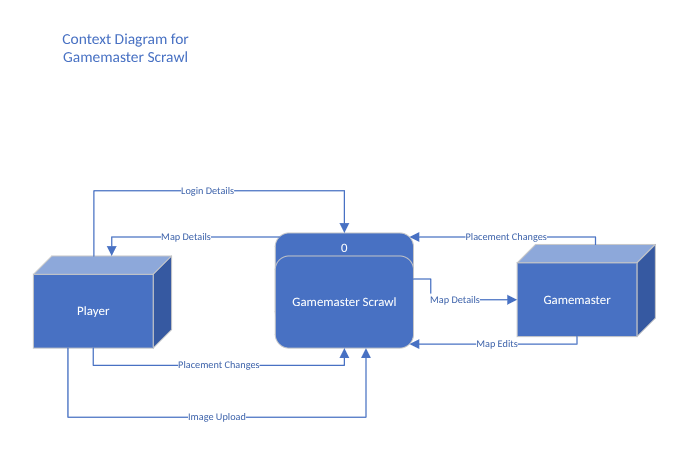 Context Diagram for
Gamemaster Scrawl
Login Details
Map Details
Placement Changes
0
Gamemaster Scrawl
Map Details
Gamemaster
Player
Map Edits
Placement Changes
Image Upload